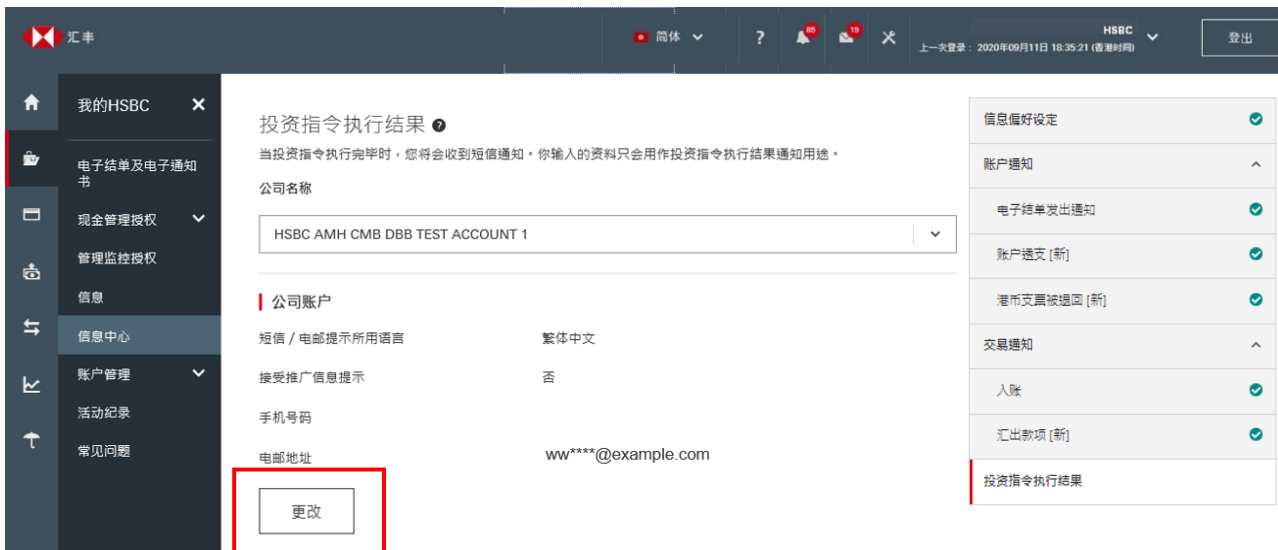 汇丰
简体
?
85
19
HSBC
上一次登录 : 2020年09月11日 18:35:21 (香港时间)
登出
我的HSBC
电子结单及电子通知
书
现金管理授权
管理监控授权
信息
信息中心
账户管理
活动纪录
常见问题
投资指令执行结果 ?
当投资指令执行完毕时，您将会收到短信通知。你输入的资料只会用作投资指令执行结果通知用途。
公司名称
HSBC AMH CMB DBB TEST ACCOUNT 1
公司账户
短信 / 电邮提示所用语言 繁体中文
接受推广信息提示 否
手机号码
电邮地址 ww****@example.com
更改
信息偏好设定
账户通知
电子结单发出通知
账户透支 [新]
港币支票被退回 [新]
交易通知
入账
汇出款项 [新]
投资指令执行结果